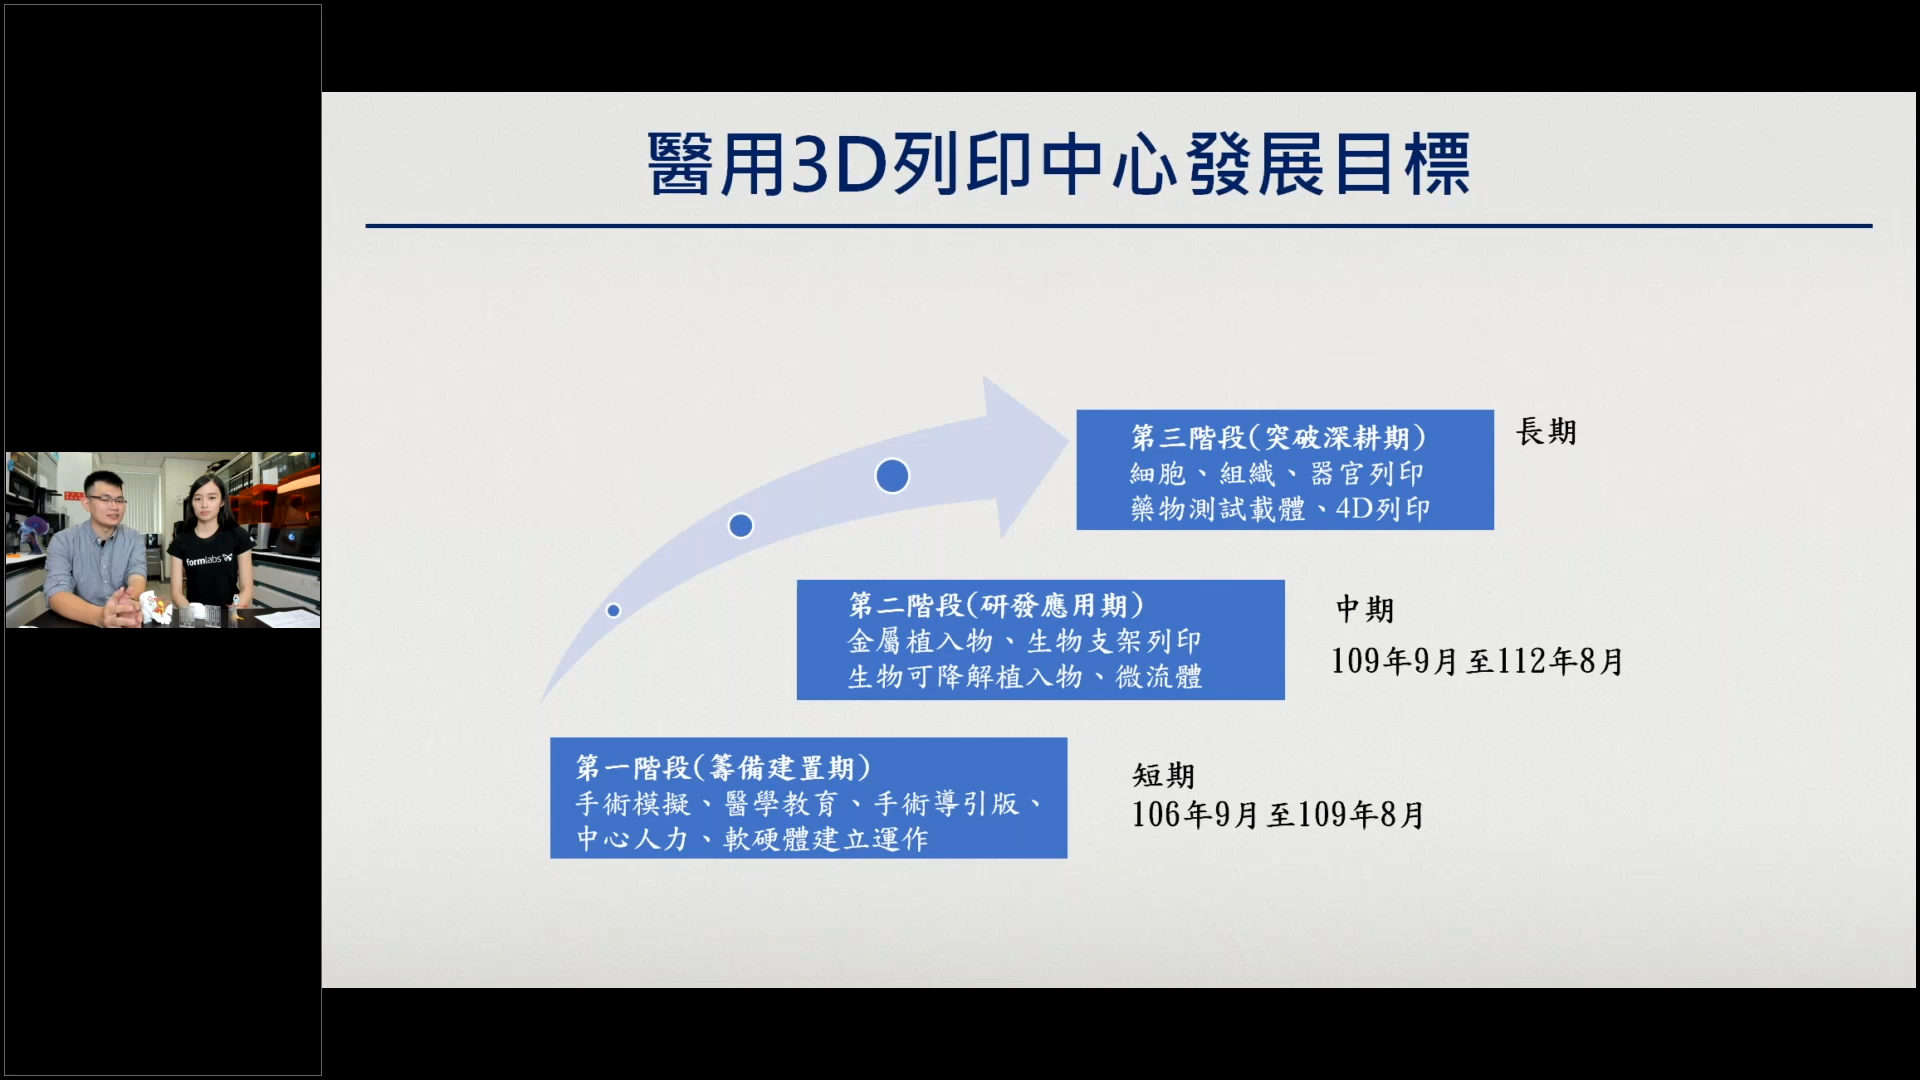 醫用3D列印中心發展目標
第三階段(突破深耕期)
細胞、組織、器官列印
藥物測試載體、4D列印
長期
第二階段(研發應用期)
金屬植入物、生物支架列印
生物可降解植入物、微流體
中期
109年9月至112年8月
第一階段(籌備建置期)
手術模擬、醫學教育、手術導引版、
中心人力、軟硬體建立運作
短期
106年9月至109年8月
formlabs